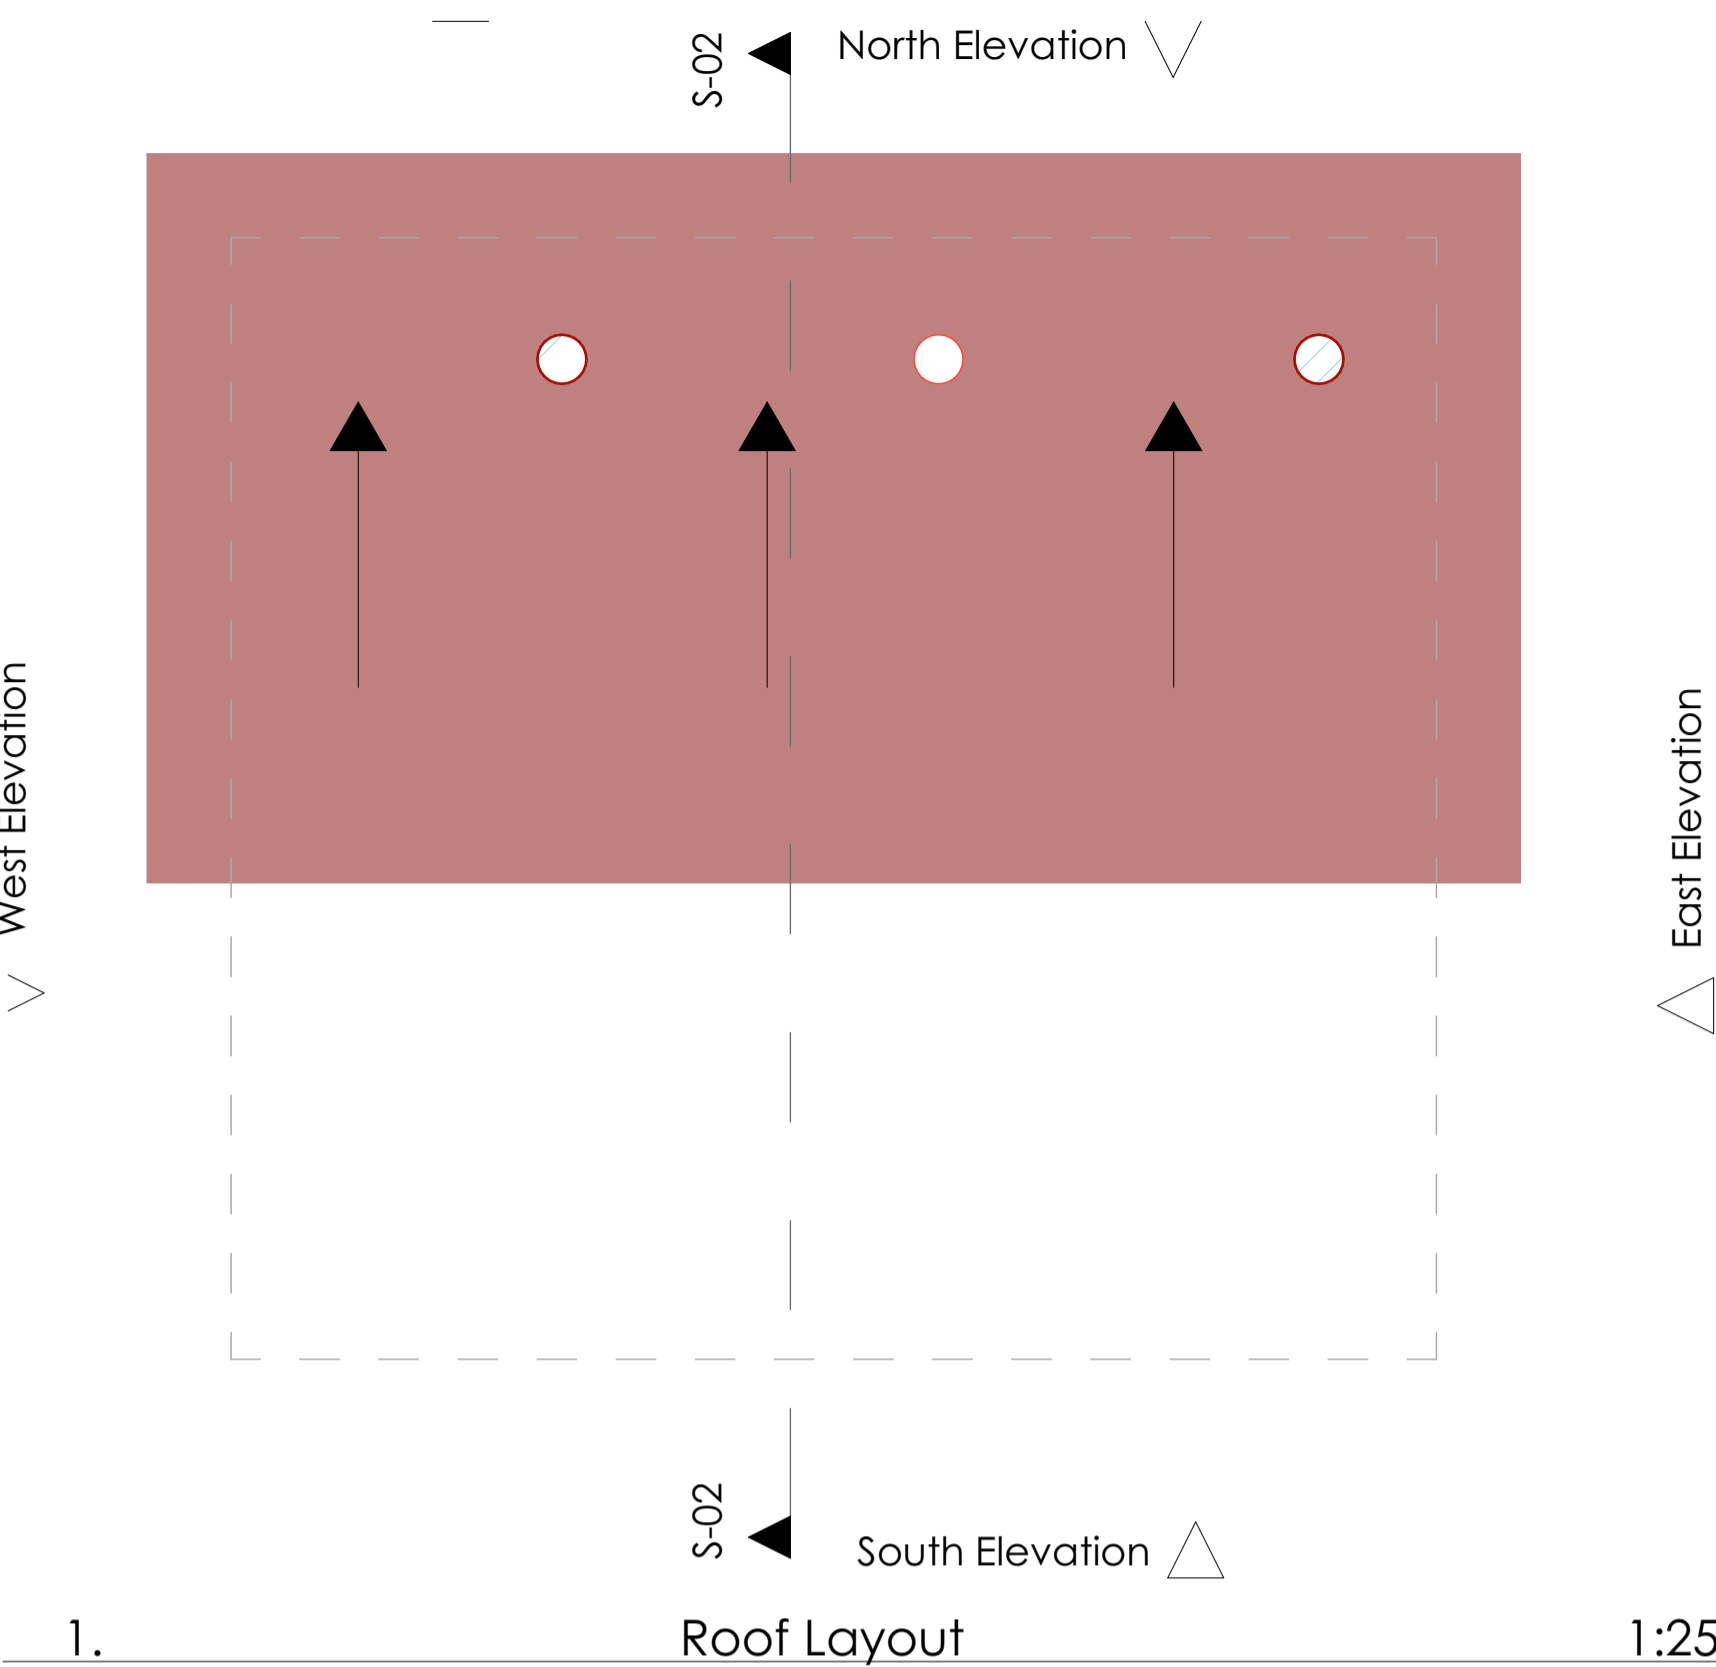 S-02
North Elevation
West Elevation
East Elevation
S-02
South Elevation
1.
Roof Layout
1:25